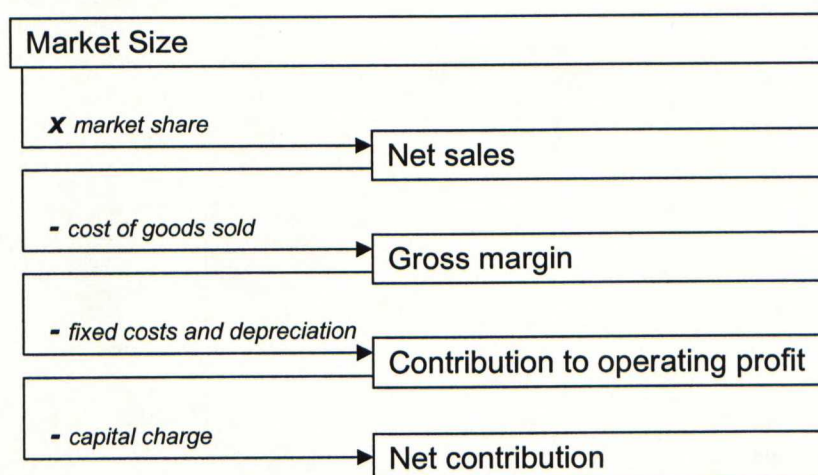 Market Size
x market share
Net sales
- cost of goods sold
Gross margin
- fixed costs and depreciation
Contribution to operating profit
- capital charge
Net contribution